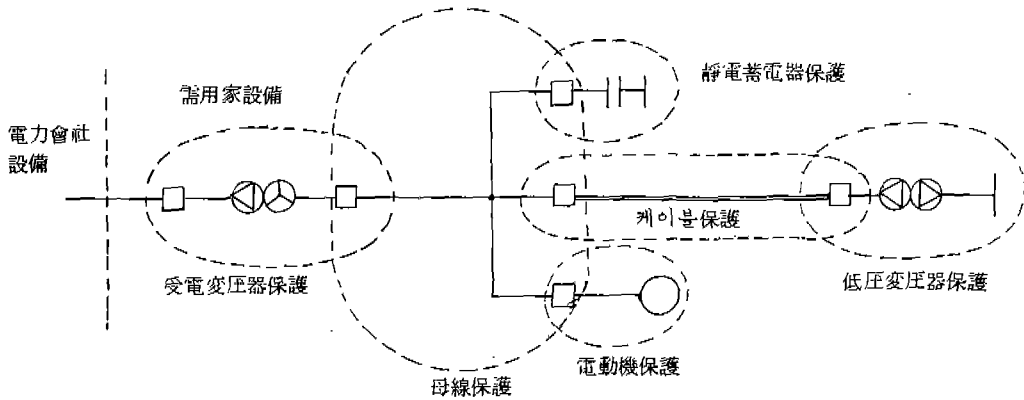 靜電蓄電器保護
需用家設備
電力會社
設備
케이블保護
受電変圧器保護
低圧変圧器保護
電動機保護
母線保護